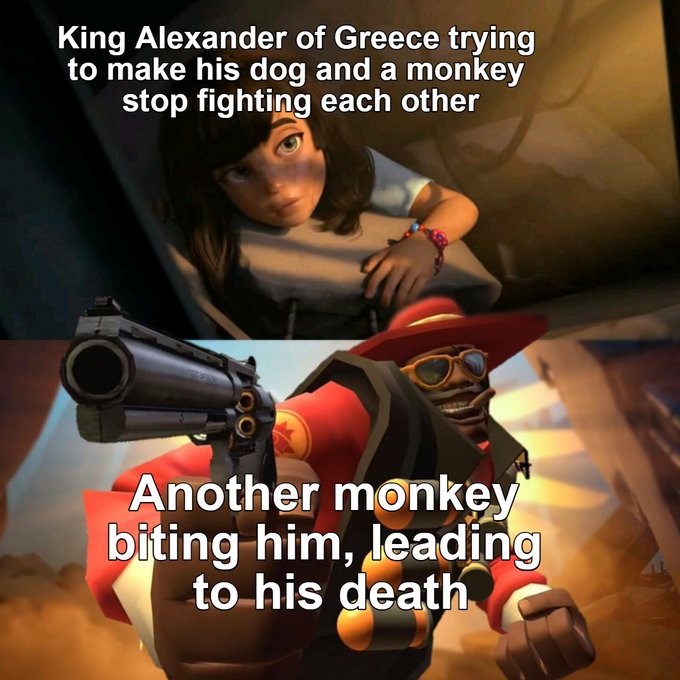 King Alexander of Greece trying
to make his dog and a monkey
stop fighting each other
Another monkey
biting him, leading
to his death